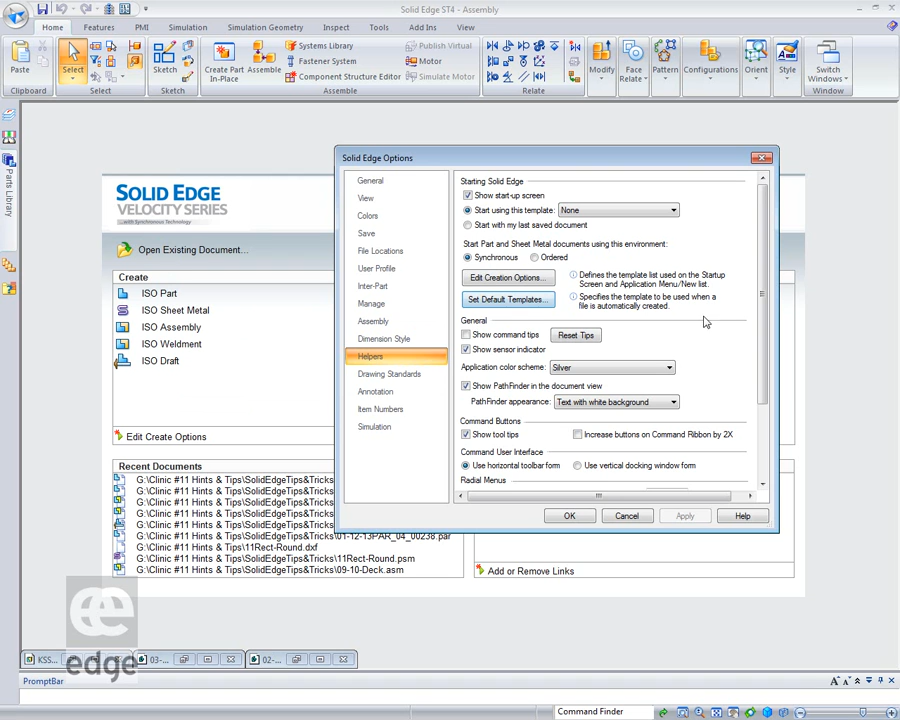 Solid Edge ST4 - Assembly
Home Features PMI Simulation Simulation Geometry Inspect Tools Add Ins View
Paste
Select
Sketch
Create Part In-Place
Assemble
Systems Library
Fastener System
Component Structure Editor
Publish Virtual
Motor
Simulate Motor
Modify
Face Relate
Pattern
Configurations
Orient
Style
Switch Windows
Clipboard Select Sketch Assemble Relate Window
Parts Library
SOLID EDGE
VELOCITY SERIES
...with Synchronous Technology
Open Existing Document...
Create
ISO Part
ISO Sheet Metal
ISO Assembly
ISO Weldment
ISO Draft
Edit Create Options
Recent Documents
G:\Clinic #11 Hints & Tips\SolidEdgeTips&Tricks
G:\Clinic #11 Hints & Tips\SolidEdgeTips&Tricks
G:\Clinic #11 Hints & Tips\SolidEdgeTips&Tricks
G:\Clinic #11 Hints & Tips\SolidEdgeTips&Tricks
G:\Clinic #11 Hints & Tips\SolidEdgeTips&Tricks
G:\Clinic #11 Hints & Tips\SolidEdgeTips&Tricks\01-12-13PAR_04_00238.par
G:\Clinic #11 Hints & Tips\11Rect-Round.dxf
G:\Clinic #11 Hints & Tips\SolidEdgeTips&Tricks\11Rect-Round.psm
G:\Clinic #11 Hints & Tips\SolidEdgeTips&Tricks\09-10-Deck.asm
Add or Remove Links
Solid Edge Options
General
View
Colors
Save
File Locations
User Profile
Inter-Part
Manage
Assembly
Dimension Style
Helpers
Drawing Standards
Annotation
Item Numbers
Simulation
Starting Solid Edge
Show start-up screen
Start using this template: None
Start with my last saved document
Start Part and Sheet Metal documents using this environment:
Synchronous Ordered
Edit Creation Options...
Defines the template list used on the Startup
Screen and Application Menu/New list.
Set Default Templates...
Specifies the template to be used when a
file is automatically created.
General
Show command tips Reset Tips
Show sensor indicator
Application color scheme: Silver
Show PathFinder in the document view
PathFinder appearance: Text with white background
Command Buttons
Show tool tips Increase buttons on Command Ribbon by 2X
Command User Interface
Use horizontal toolbar form Use vertical docking window form
Radial Menus
OK Cancel Apply Help
edge
KSS... 03-... 02-...
PromptBar
Command Finder